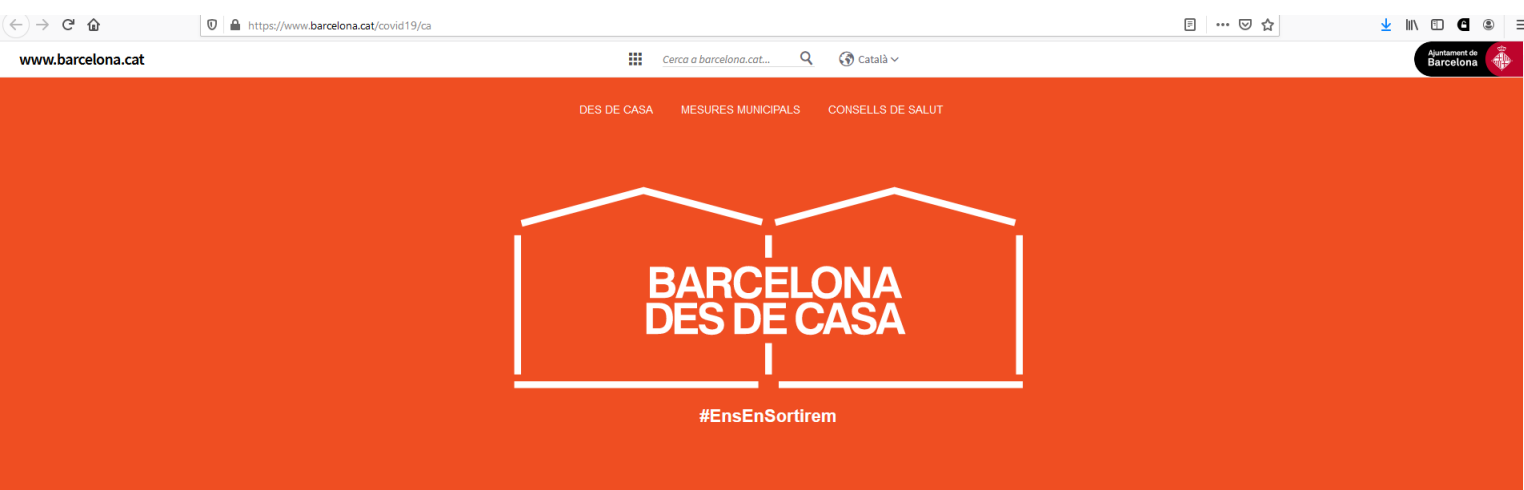 https://www.barcelona.cat/covid19/ca
www.barcelona.cat
Cerca a barcelona.cat...
Català
Ajuntament de
Barcelona
DES DE CASA
MESURES MUNICIPALS
CONSELLS DE SALUT
BARCELONA
DES DE CASA
#EnsEnSortirem